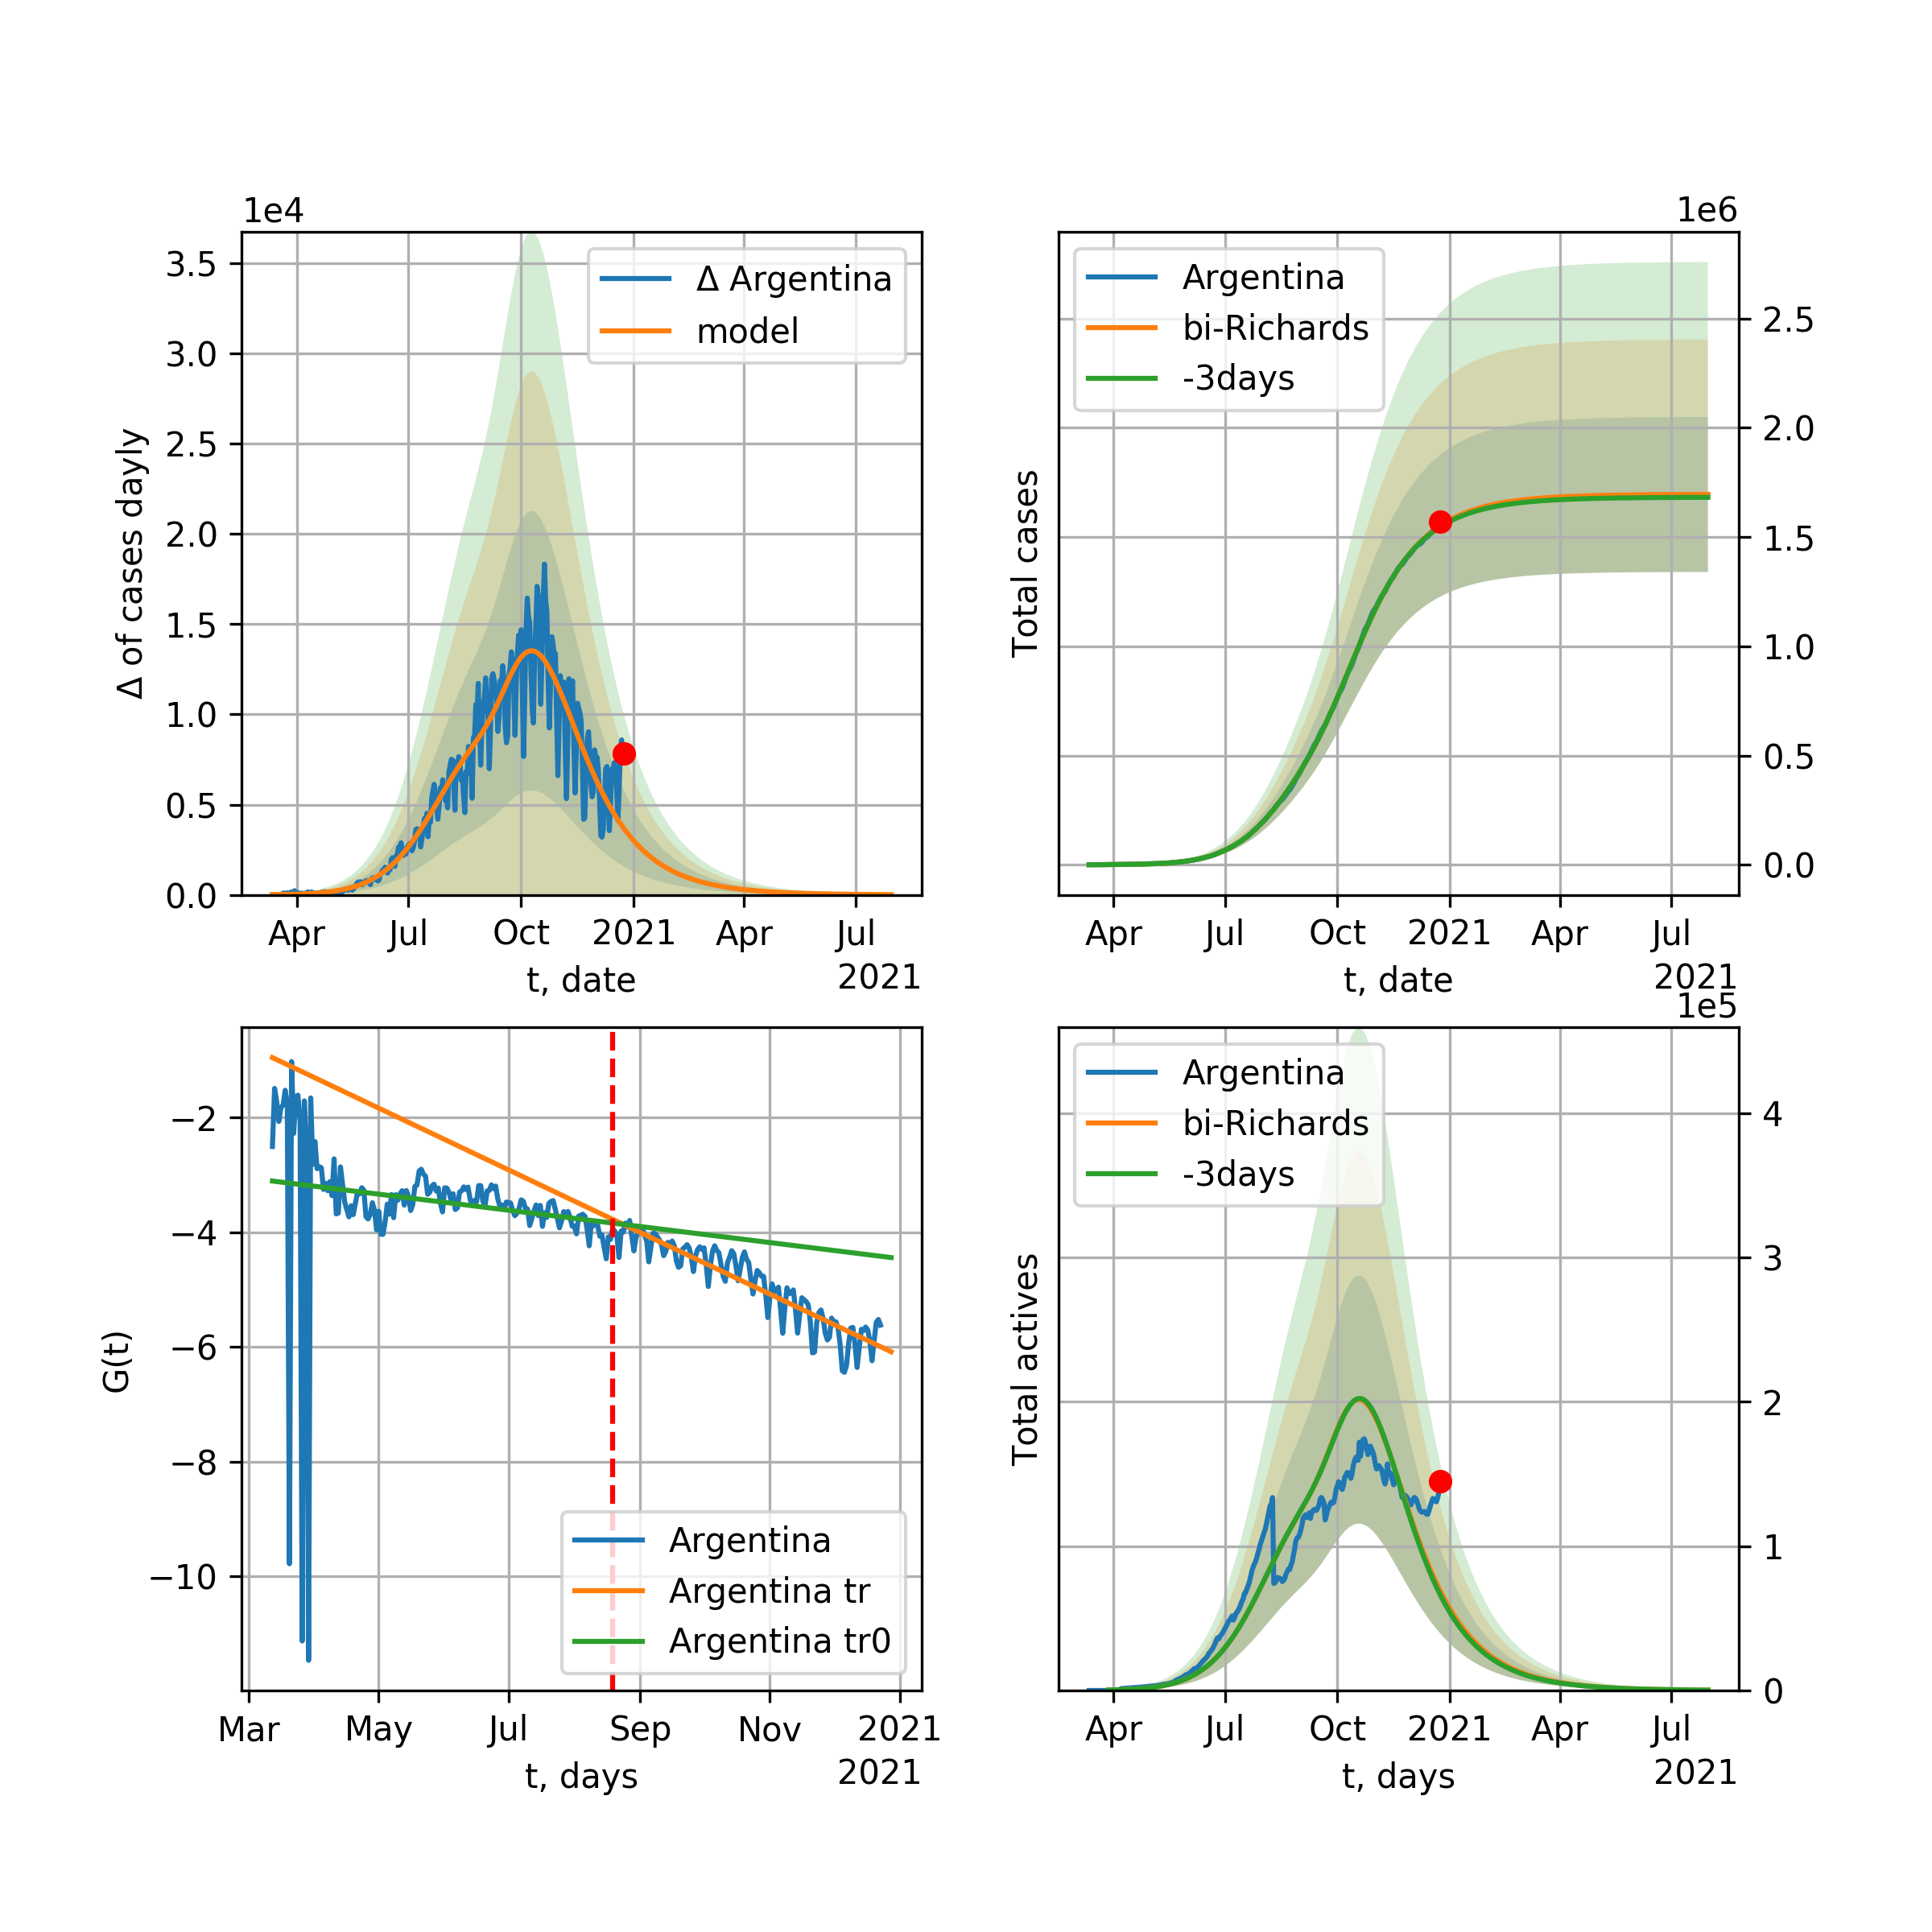 1e4
3.5
3.0
2.5
2.0
1.5
1.0
0.5
0.0
Δ of cases dayly
Δ Argentina
model
Apr Jul Oct 2021 Apr Jul
t, date
2021
1e6
Argentina
bi-Richards
-3days
Total cases
2.5
2.0
1.5
1.0
0.5
0.0
Apr Jul Oct 2021 Apr Jul
t, date
2021
−2
−4
−6
−8
−10
G(t)
Argentina
Argentina tr
Argentina tr0
Mar May Jul Sep Nov 2021
t, days
2021
1e5
Argentina
bi-Richards
-3days
Total actives
4
3
2
1
0
Apr Jul Oct 2021 Apr Jul
t, days
2021